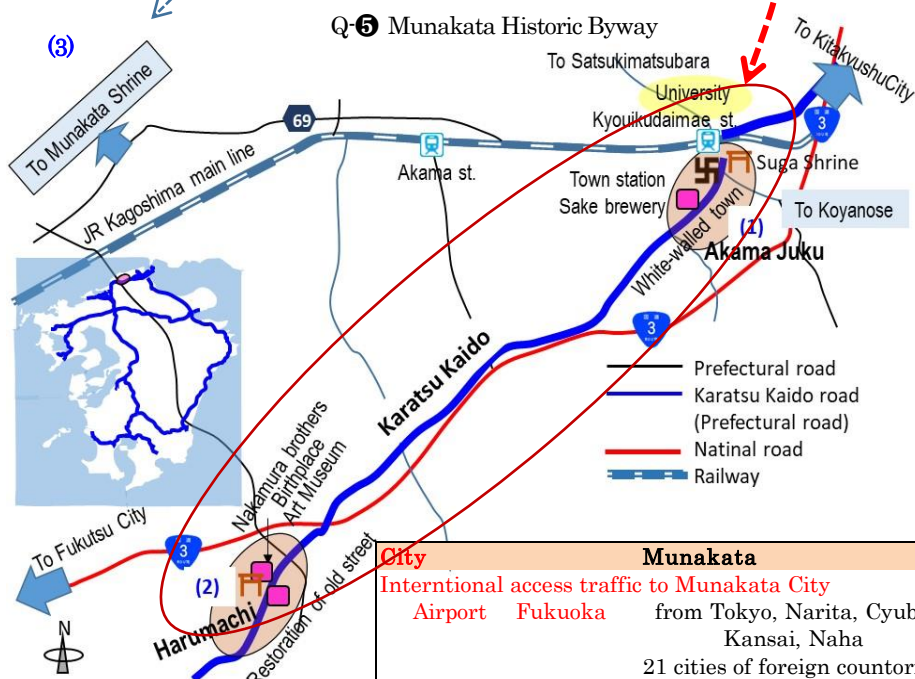 Q-❺ Munakata Historic Byway
(3)
To Munakata Shrine
69
JR Kagoshima main line
Akama st.
To Satsukimatsubara
University
Kyouikudaimae st.
To KitakyushuCity
3
Suga Shrine
Town station
Sake brewery
To Koyanose
White-walled town
(1)
Akama Juku
3
Karatsu Kaido
Prefectural road
Karatsu Kaido road
(Prefectural road)
Natinal road
Railway
Nakamura brothers
Birthplace
Art Museum
To Fukutsu City
3
(2)
Harumachi
Restoration of old street
N
City Munakata
Interntional access traffic to Munakata City
Airport Fukuoka from Tokyo, Narita, Cyub
Kansai, Naha
21 cities of foreign countori